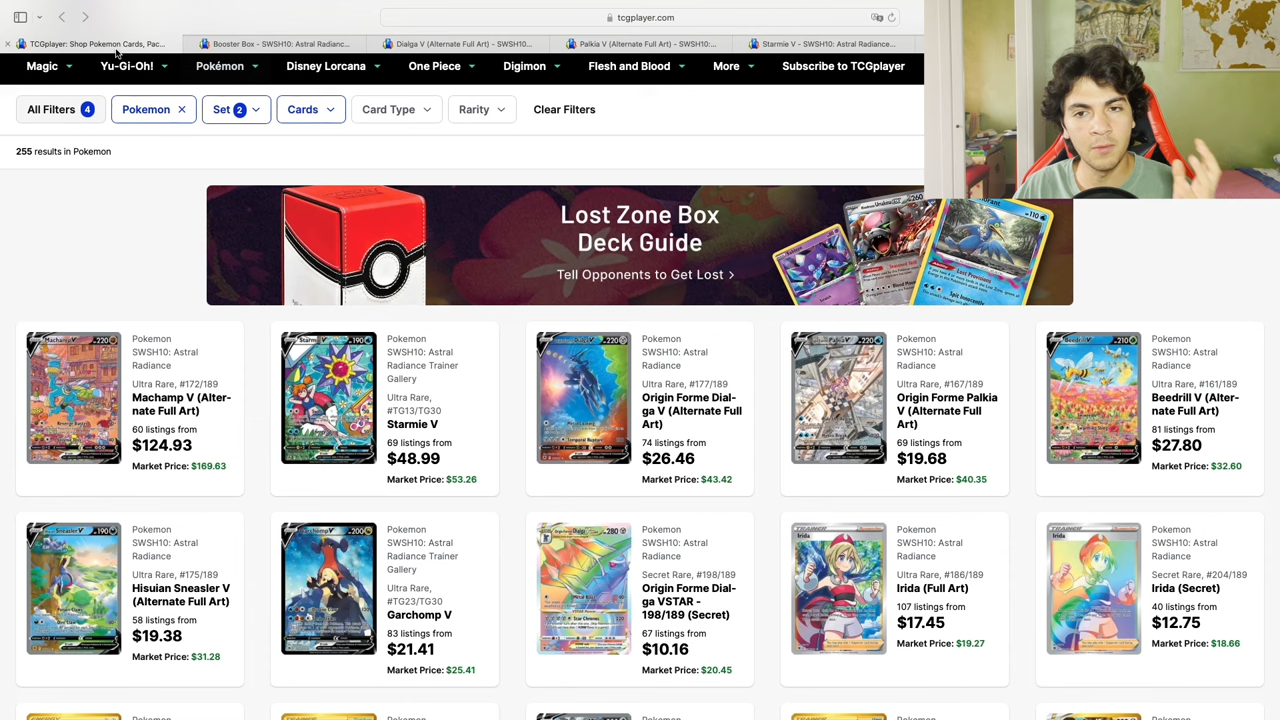 tcgplayer.com
TCGplayer: Shop Pokemon Cards, Pac...
Booster Box - SWSH10: Astral Radianc...
Dialga V (Alternate Full Art) - SWSH10...
Palkia V (Alternate Full Art) - SWSH10:...
Starmie V - SWSH10: Astral Radiance...
Magic
Yu-Gi-Oh!
Pokémon
Disney Lorcana
One Piece
Digimon
Flesh and Blood
More
Subscribe to TCGplayer
All Filters 4
Pokemon ×
Set 2
Cards
Card Type
Rarity
Clear Filters
255 results in Pokemon
Lost Zone Box
Deck Guide
Tell Opponents to Get Lost >
Pokemon
SWSH10: Astral
Radiance
Ultra Rare, #172/189
Machamp V (Alter-
nate Full Art)
60 listings from
$124.93
Market Price: $169.63
Pokemon
SWSH10: Astral
Radiance Trainer
Gallery
Ultra Rare,
#TG13/TG30
Starmie V
69 listings from
$43.99
Market Price: $53.26
Pokemon
SWSH10: Astral
Radiance
Ultra Rare, #177/189
Origin Forme Dial-
ga V (Alternate Full
Art)
74 listings from
$26.46
Market Price: $43.42
Pokemon
SWSH10: Astral
Radiance
Ultra Rare, #167/189
Origin Forme Palkia
V (Alternate Full
Art)
69 listings from
$19.68
Market Price: $40.35
Pokemon
SWSH10: Astral
Radiance
Ultra Rare, #161/189
Beedrill V (Alter-
nate Full Art)
81 listings from
$27.80
Market Price: $32.60
Pokemon
SWSH10: Astral
Radiance
Ultra Rare, #175/189
Hisuian Sneasler V
(Alternate Full Art)
58 listings from
$19.38
Market Price: $31.28
Pokemon
SWSH10: Astral
Radiance Trainer
Gallery
Ultra Rare,
#TG23/TG30
Garchomp V
83 listings from
$21.41
Market Price: $25.41
Pokemon
SWSH10: Astral
Radiance
Secret Rare, #198/189
Origin Forme Dial-
ga VSTAR -
198/189 (Secret)
67 listings from
$10.16
Market Price: $20.45
Pokemon
SWSH10: Astral
Radiance
Ultra Rare, #186/189
Irida (Full Art)
107 listings from
$17.45
Market Price: $19.27
Pokemon
SWSH10: Astral
Radiance
Secret Rare, #204/189
Irida (Secret)
40 listings from
$12.75
Market Price: $18.66